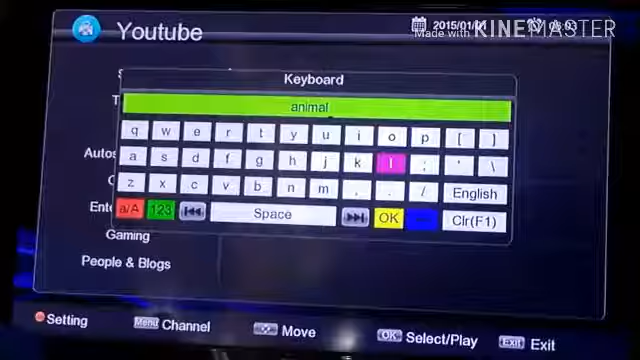 Youtube
2015/01/01
Made with KINEMASTER
Keyboard
animal
q w e r t y u i o p [ ]
a s d f g h j k l ; ' \
z x c v b n m , . / English
a/A 123 Space OK Clr(F1)
Gaming
People & Blogs
Setting Menu Channel Move OK Select/Play Exit Exit